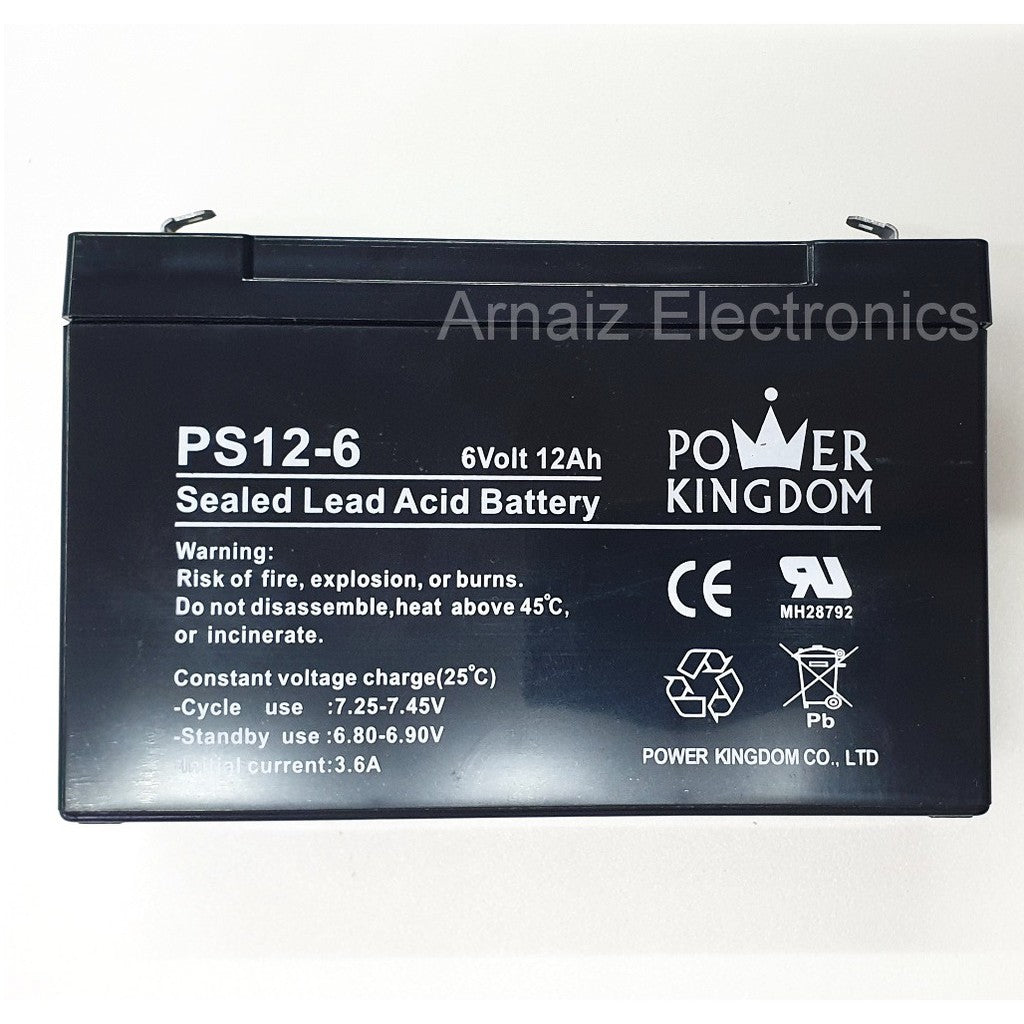 Arnaiz Electronics
PS12-6
6Volt 12Ah
POWER
KINGDOM
Sealed Lead Acid Battery
Warning:
Risk of fire, explosion, or burns.
Do not disassemble,heat above 45℃,
or incinerate.
CE
MH28792
Constant voltage charge(25℃)
-Cycle use :7.25-7.45V
-Standby use :6.80-6.90V
-Initial current:3.6A
Pb
POWER KINGDOM CO., LTD